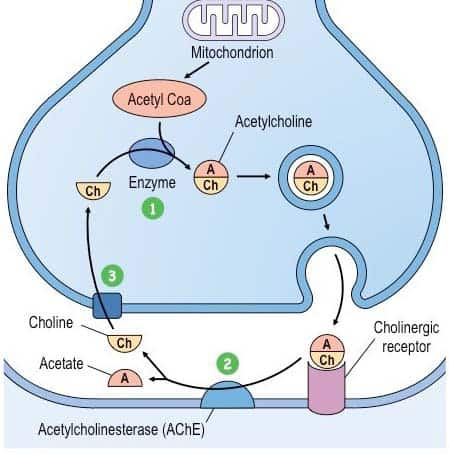 Mitochondrion
Acetyl Coa
Acetylcholine
A
Ch
A
Ch
Ch
Enzyme
1
3
Choline
Ch
Acetate
A
2
A
Ch
Cholinergic
receptor
Acetylcholinesterase (AChE)